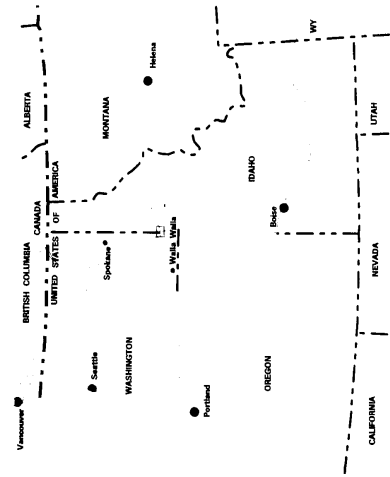 BRITISH COLUMBIA
ALBERTA
CANADA
UNITED STATES OF AMERICA
Vancouver
Seattle
Spokane
WASHINGTON
MONTANA
Helena
Walla Walla
Portland
OREGON
IDAHO
Boise
WY
CALIFORNIA
NEVADA
UTAH